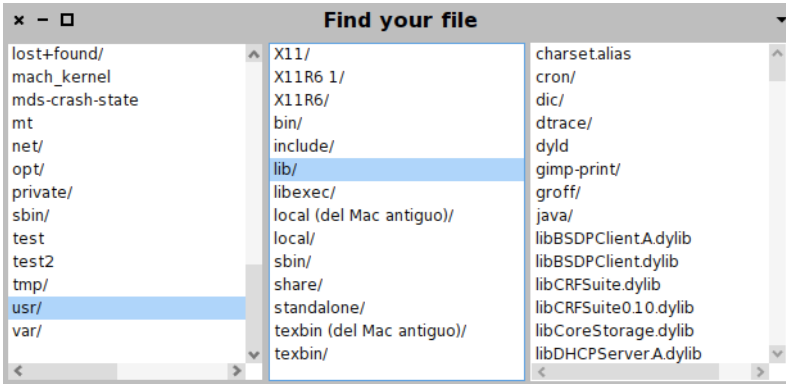 Find your file
lost+found/
mach_kernel
mds-crash-state
mt
net/
opt/
private/
sbin/
test
test2
tmp/
usr/
var/
X11/
X11R6 1/
X11R6/
bin/
include/
lib/
libexec/
local (del Mac antiguo)/
local/
sbin/
share/
standalone/
texbin (del Mac antiguo)/
texbin/
charset.alias
cron/
dic/
dtrace/
dyld
gimp-print/
groff/
java/
libBSDPClient.A.dylib
libBSDPClient.dylib
libCRFSuite.dylib
libCRFSuite0.10.dylib
libCoreStorage.dylib
libDHCPServer.A.dylib